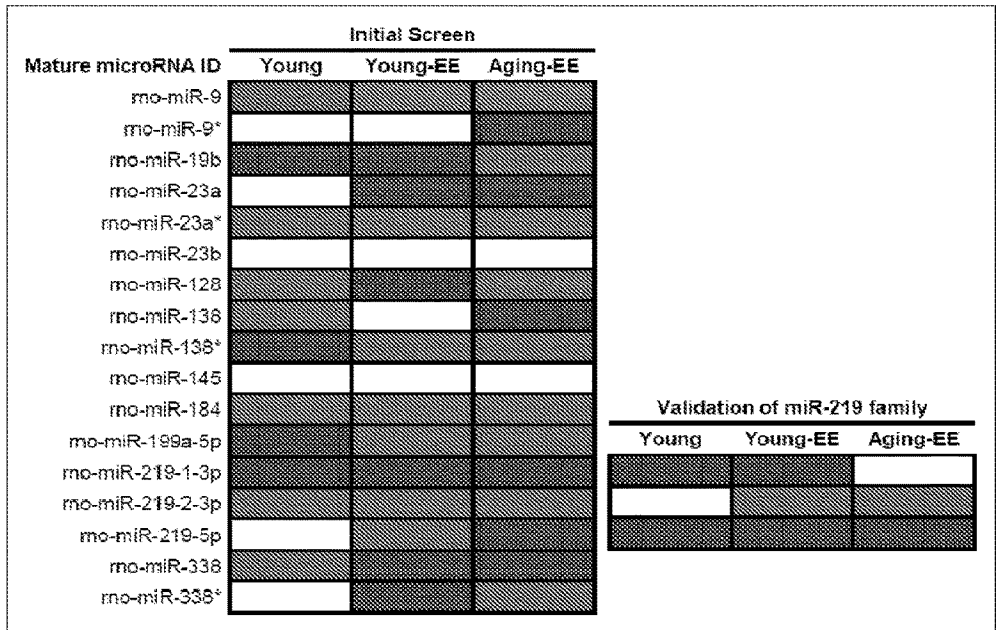 Initial Screen
Mature microRNA ID Young Young-EE Aging-EE
rno-miR-9
rno-miR-9*
rno-miR-19b
rno-miR-23a
rno-miR-23a*
rno-miR-23b
rno-miR-128
rno-miR-138
rno-miR-138*
rno-miR-145
rno-miR-184
rno-miR-199a-5p
rno-miR-219-1-3p
rno-miR-219-2-3p
rno-miR-219-5p
rno-miR-338
rno-miR-338*
Validation of miR-219 family
Young Young-EE Aging-EE